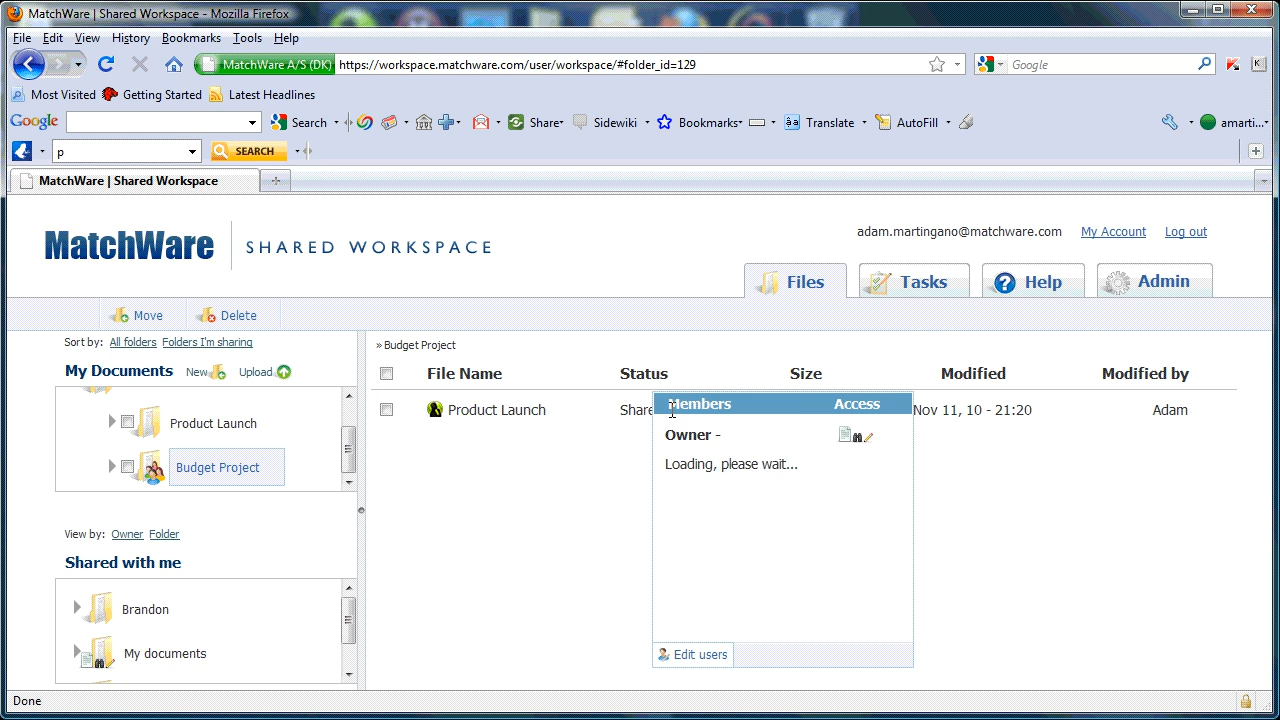 MatchWare | Shared Workspace - Mozilla Firefox
File Edit View History Bookmarks Tools Help
MatchWare A/S (DK) https://workspace.matchware.com/user/workspace/#folder_id=129 Google
Most Visited Getting Started Latest Headlines
Google Search Share Sidewiki Bookmarks Translate AutoFill amarti...
p SEARCH
MatchWare | Shared Workspace
MatchWare SHARED WORKSPACE
adam.martingano@matchware.com My Account Log out
Files Tasks Help Admin
Move Delete
Sort by: All folders Folders I'm sharing
My Documents New Upload
Product Launch
Budget Project
View by: Owner Folder
Shared with me
Brandon
My documents
» Budget Project
File Name Status Size Modified Modified by
Product Launch Share Nov 11, 10 - 21:20 Adam
Members Access
Owner -
Loading, please wait...
Edit users
Done